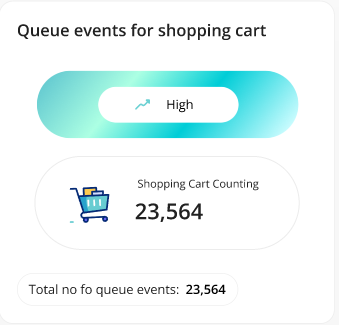 Queue events for shopping cart
High
Shopping Cart Counting
23,564
Total no fo queue events: 23,564